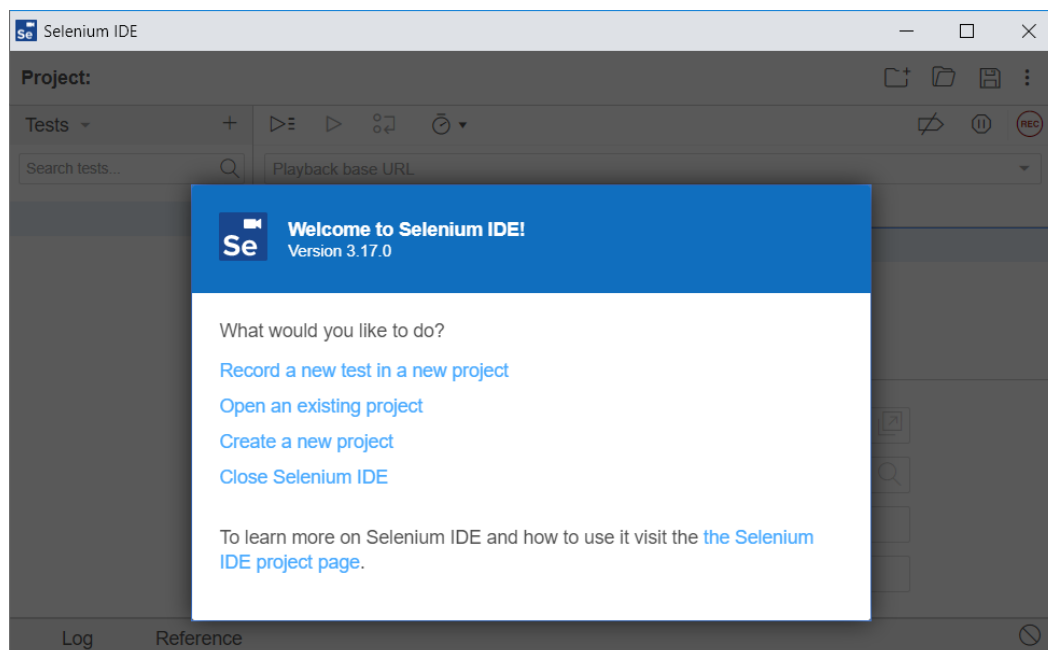 Se Selenium IDE
Project:
Tests
REC
Search tests...
Playback base URL
Se
Welcome to Selenium IDE!
Version 3.17.0
What would you like to do?
Record a new test in a new project
Open an existing project
Create a new project
Close Selenium IDE
To learn more on Selenium IDE and how to use it visit the the Selenium
IDE project page.
Log Reference